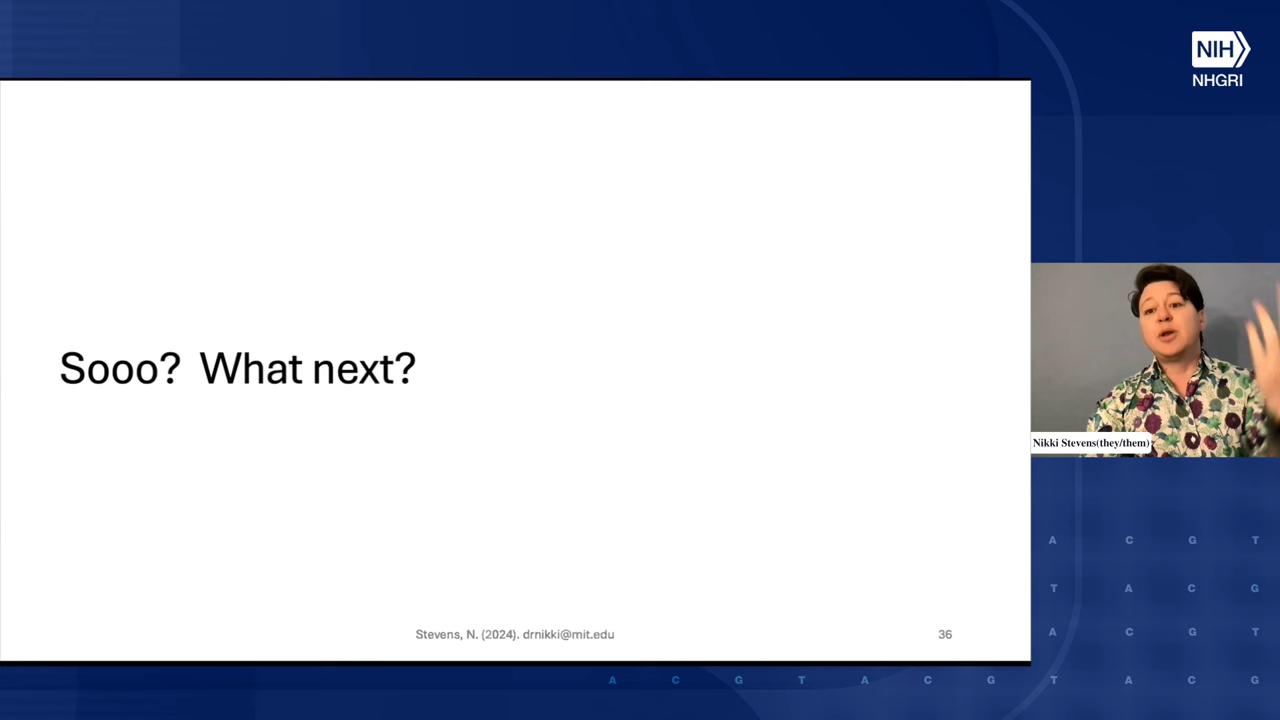 NIH
NHGRI
Sooo?  What next?
Nikki Stevens(they/them)
A C G T
T A C G
A C G T
Stevens, N. (2024). drnikki@mit.edu
36
A C G T A C G T A C G